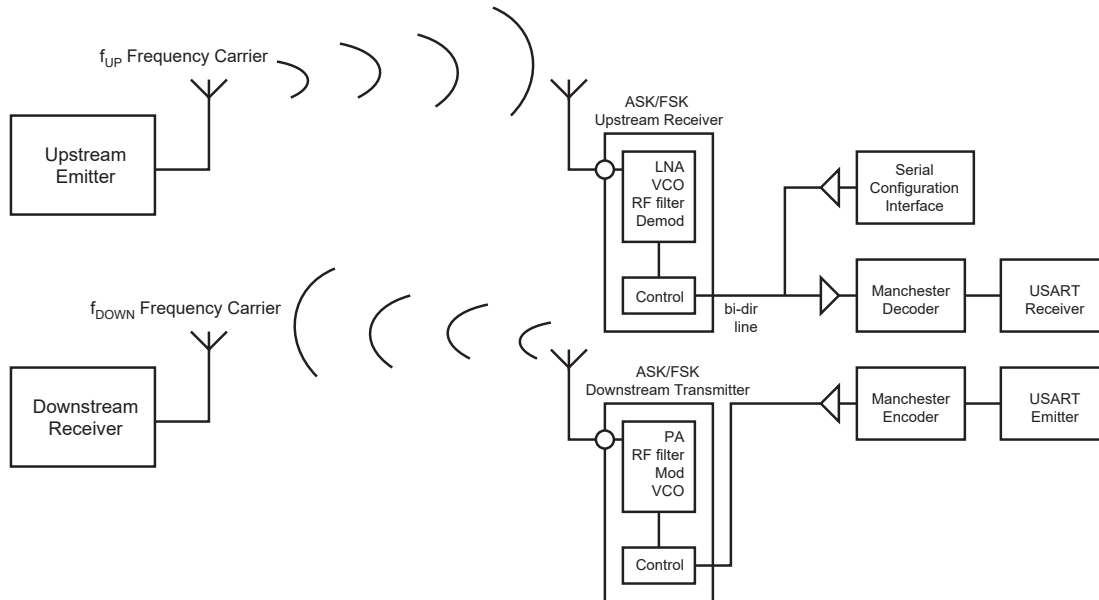 f_UP Frequency Carrier
Upstream
Emitter
ASK/FSK
Upstream Receiver
LNA
VCO
RF filter
Demod
Control
bi-dir
line
Serial
Configuration
Interface
Manchester
Decoder
USART
Receiver
f_DOWN Frequency Carrier
Downstream
Receiver
ASK/FSK
Downstream Transmitter
PA
RF filter
Mod
VCO
Control
Manchester
Encoder
USART
Emitter